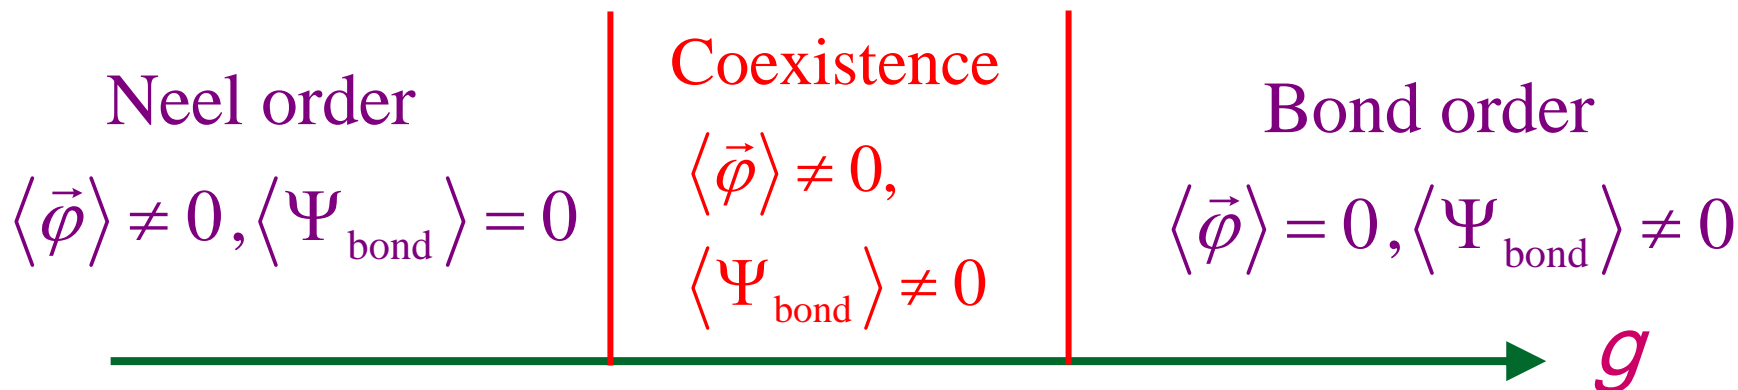 Neel order
⟨φ⃗⟩ ≠ 0, ⟨Ψ_bond⟩ = 0
Coexistence
⟨φ⃗⟩ ≠ 0,
⟨Ψ_bond⟩ ≠ 0
Bond order
⟨φ⃗⟩ = 0, ⟨Ψ_bond⟩ ≠ 0
g